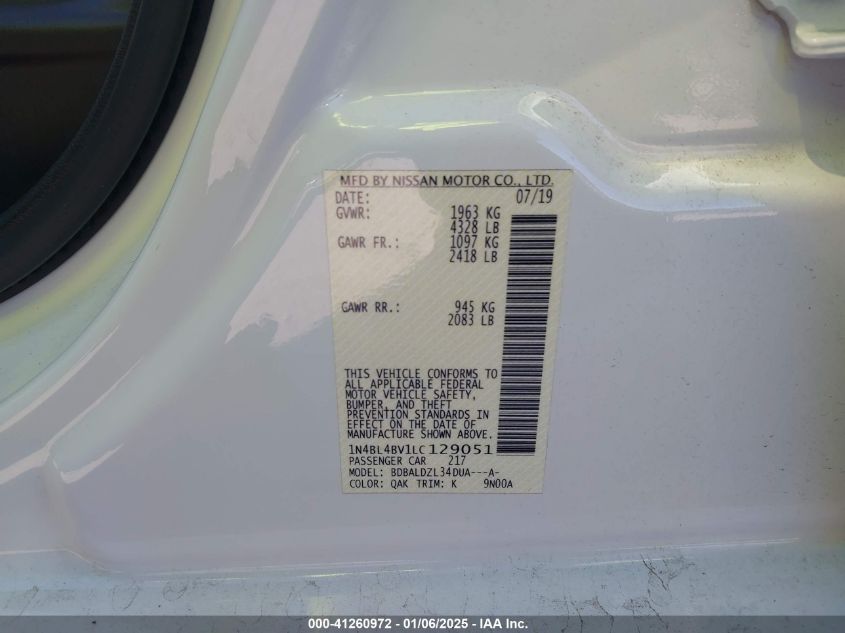 MFD BY NISSAN MOTOR CO., LTD.
DATE: 07/19
GVWR: 1963 KG
4328 LB
GAWR FR.: 1097 KG
2418 LB
GAWR RR.: 945 KG
2083 LB
THIS VEHICLE CONFORMS TO
ALL APPLICABLE FEDERAL
MOTOR VEHICLE SAFETY,
BUMPER, AND THEFT
PREVENTION STANDARDS IN
EFFECT ON THE DATE OF
MANUFACTURE SHOWN ABOVE.
1N4BL4BV1LC129051
PASSENGER CAR 217
MODEL: BDBALDZL34DUA---A-
COLOR: QAK TRIM: K 9N00A
000-41260972 - 01/06/2025 - IAA Inc.